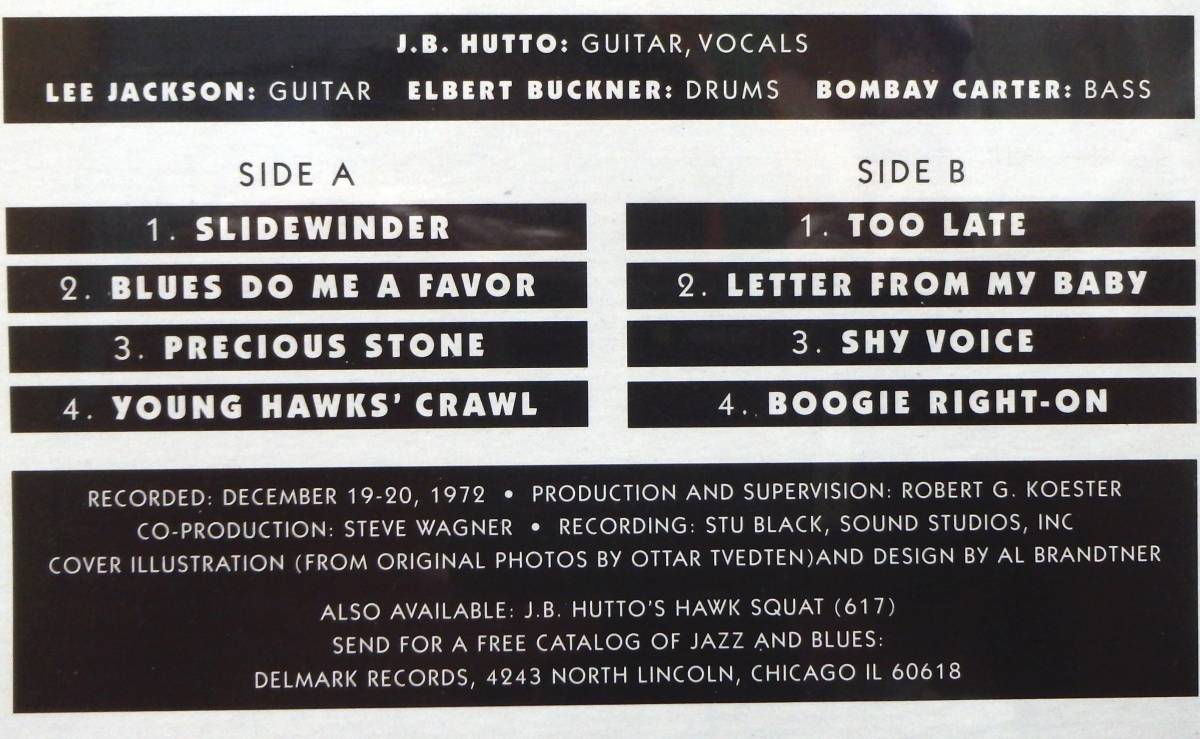 J.B. HUTTO: GUITAR, VOCALS
LEE JACKSON: GUITAR ELBERT BUCKNER: DRUMS BOMBAY CARTER: BASS
SIDE A
1. SLIDEWINDER
2. BLUES DO ME A FAVOR
3. PRECIOUS STONE
4. YOUNG HAWKS' CRAWL
SIDE B
1. TOO LATE
2. LETTER FROM MY BABY
3. SHY VOICE
4. BOOGIE RIGHT-ON
RECORDED: DECEMBER 19-20, 1972 • PRODUCTION AND SUPERVISION: ROBERT G. KOESTER
CO-PRODUCTION: STEVE WAGNER • RECORDING: STU BLACK, SOUND STUDIOS, INC
COVER ILLUSTRATION (FROM ORIGINAL PHOTOS BY OTTAR TVEDTEN)AND DESIGN BY AL BRANDTNER
ALSO AVAILABLE: J.B. HUTTO'S HAWK SQUAT (617)
SEND FOR A FREE CATALOG OF JAZZ AND BLUES:
DELMARK RECORDS, 4243 NORTH LINCOLN, CHICAGO IL 60618